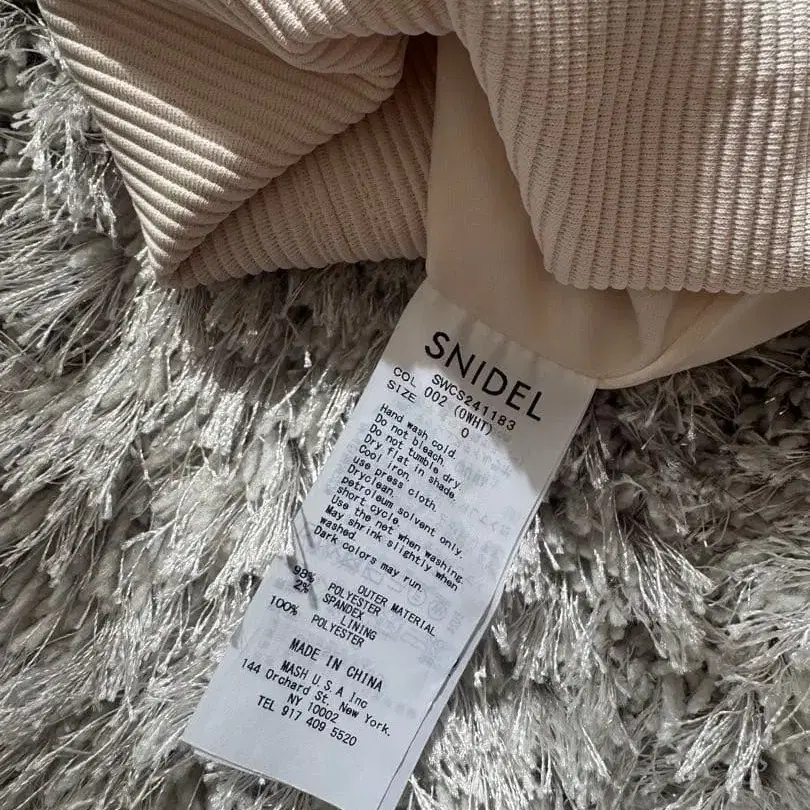 SNIDEL
SWCS241183
COL 002 (OWHT)
SIZE 0
Hand wash cold.
Do not bleach.
Do not tumble dry.
Dry flat in shade.
Cool iron.
use press cloth.
Dryclean.
petroleum solvent only.
short cycle.
Use the net when washing.
May shrink slightly when
washed.
Dark colors may run.
OUTER MATERIAL
98% POLYESTER
2% SPANDEX
LINING
100% POLYESTER
MADE IN CHINA
MASH U.S.A Inc
144 Orchard St. New York.
NY 10002
TEL 917 409 5520